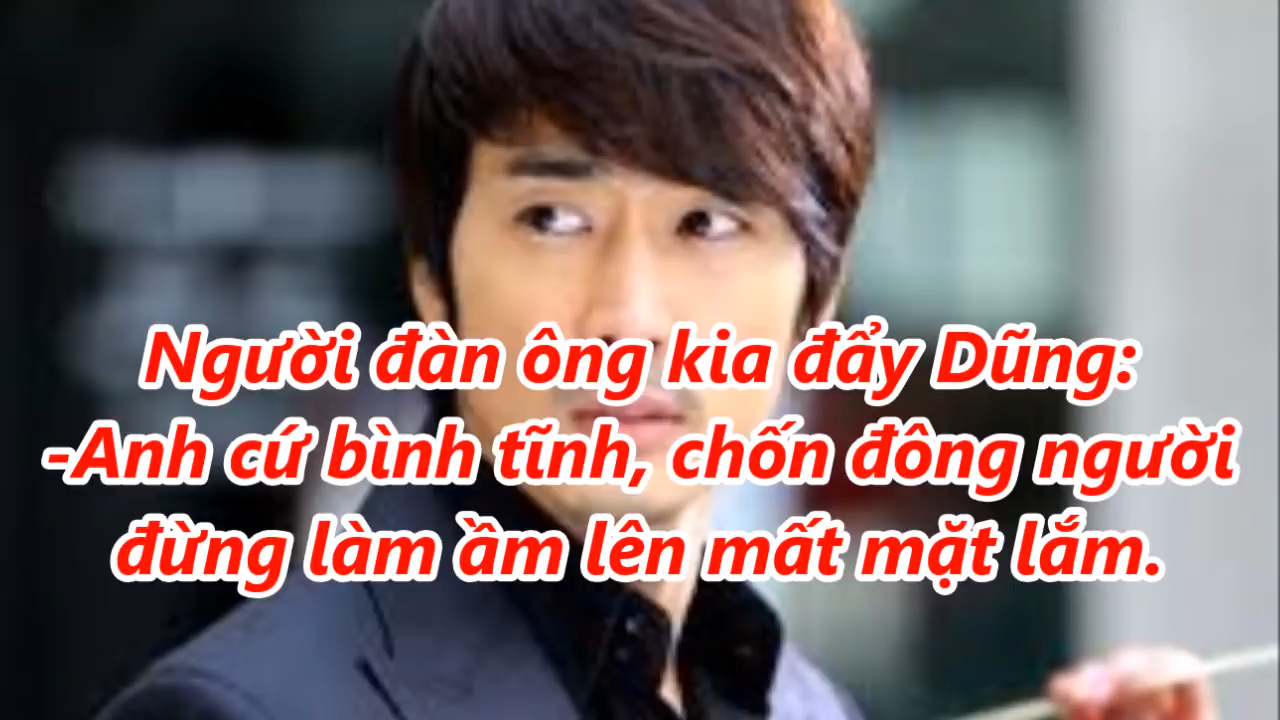 Người đàn ông kia đẩy Dũng:
-Anh cứ bình tĩnh, chốn đông người
đừng làm ầm lên mất mặt lắm.